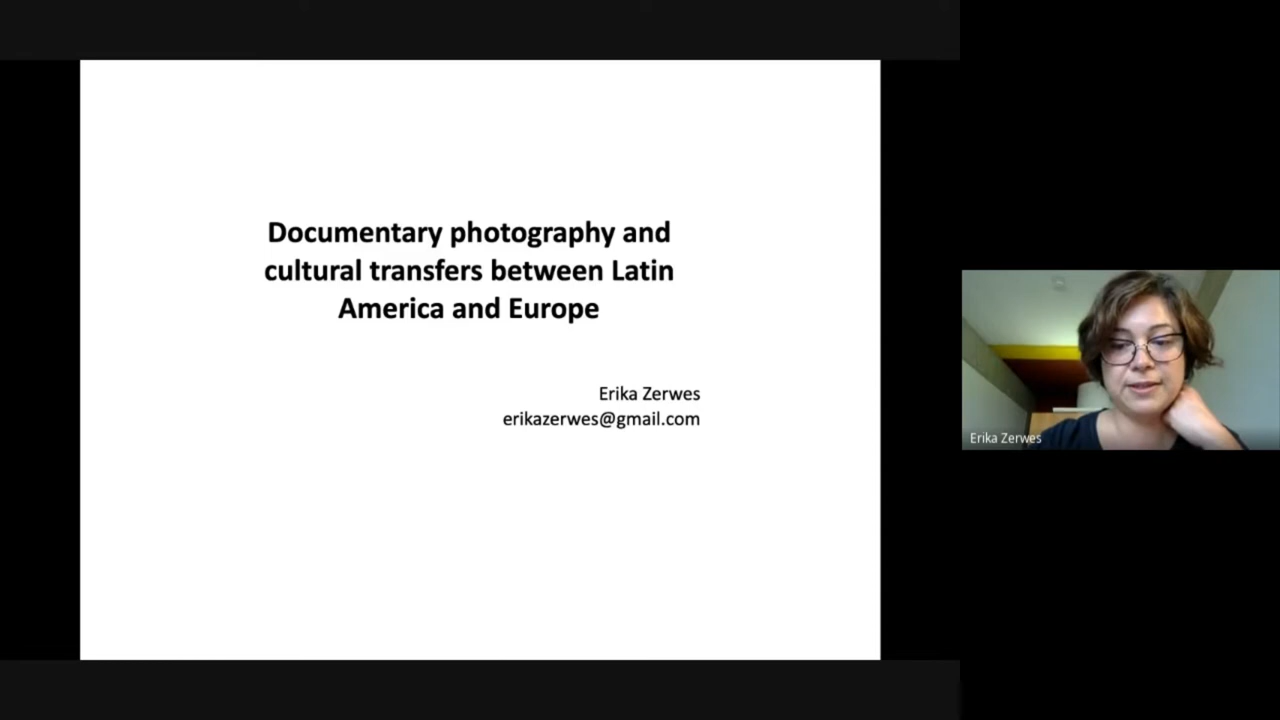 Documentary photography and
cultural transfers between Latin
America and Europe
Erika Zerwes
erikazerwes@gmail.com
Erika Zerwes